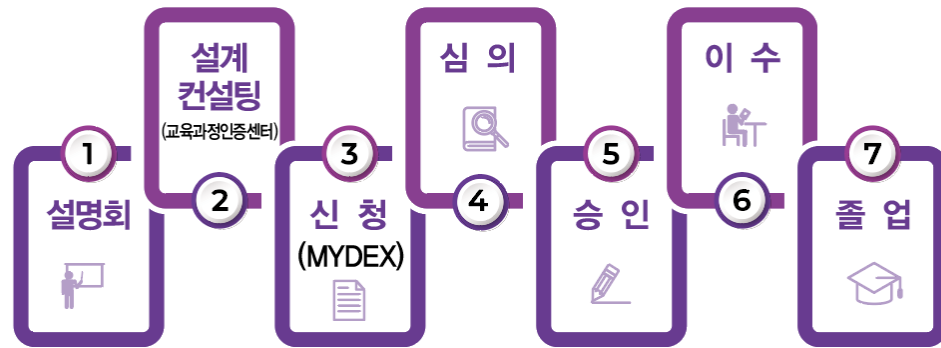 1
설명회
설계
컨설팅
(교육과정인증센터)
2
3
신 청
(MYDEX)
심 의
4
5
승 인
이 수
6
7
졸 업